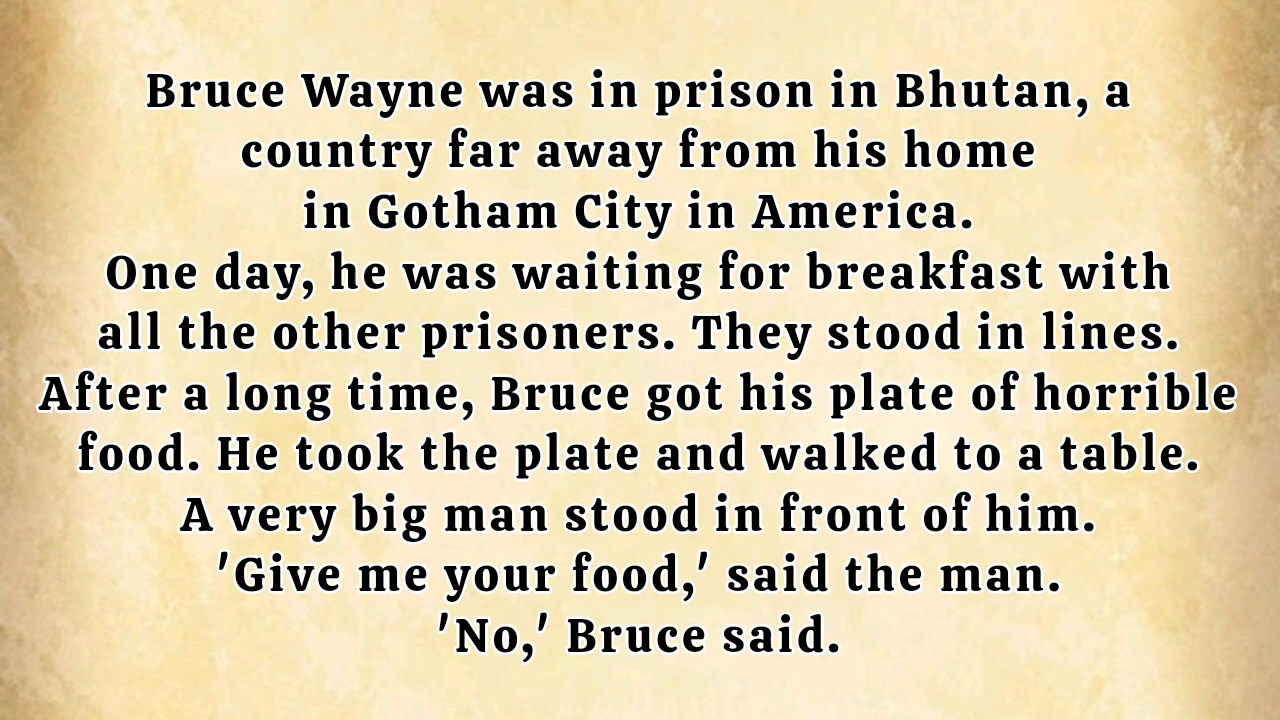 Bruce Wayne was in prison in Bhutan, a
country far away from his home
in Gotham City in America.
One day, he was waiting for breakfast with
all the other prisoners. They stood in lines.
After a long time, Bruce got his plate of horrible
food. He took the plate and walked to a table.
A very big man stood in front of him.
'Give me your food,' said the man.
'No,' Bruce said.